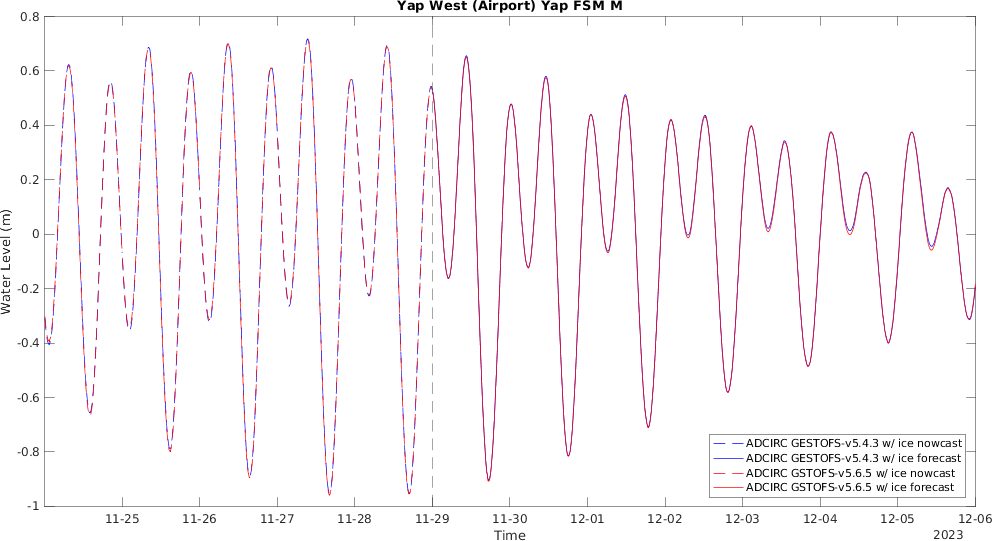 Yap West (Airport) Yap FSM M
0.8
0.6
0.4
0.2
0
-0.2
-0.4
-0.6
-0.8
-1
Water Level (m)
ADCIRC GESTOFS-v5.4.3 w/ ice nowcast
ADCIRC GESTOFS-v5.4.3 w/ ice forecast
ADCIRC GSTOFS-v5.6.5 w/ ice nowcast
ADCIRC GSTOFS-v5.6.5 w/ ice forecast
11-25 11-26 11-27 11-28 11-29 11-30 12-01 12-02 12-03 12-04 12-05 12-06
Time
2023